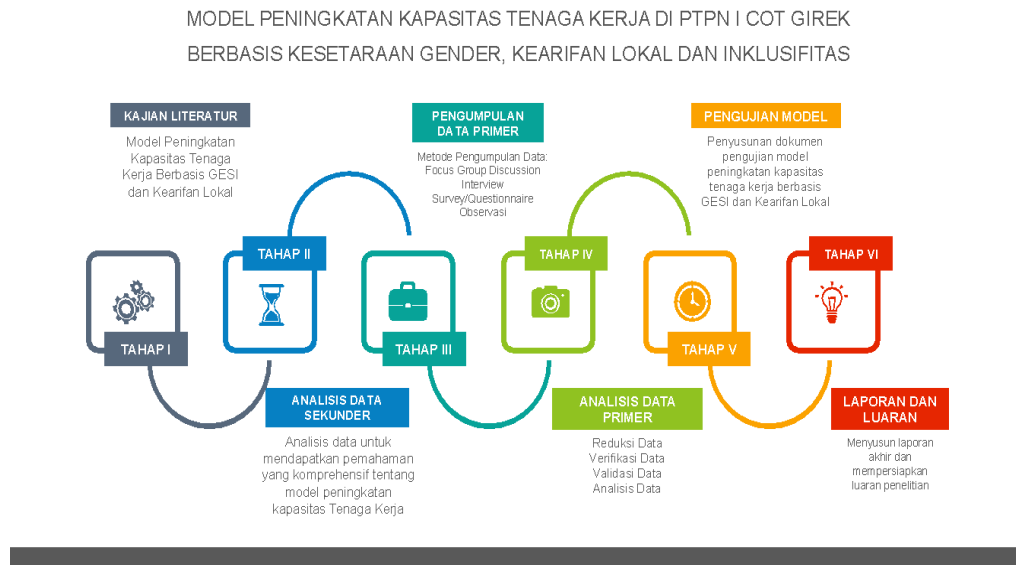 MODEL PENINGKATAN KAPASITAS TENAGA KERJA DI PTPN I COT GIREK
BERBASIS KESETARAAN GENDER, KEARIFAN LOKAL DAN INKLUSIFITAS
KAJIAN LITERATUR
Model Peningkatan
Kapasitas Tenaga
Kerja Berbasis GESI
dan Kearifan Lokal
PENGUMPULAN
DATA PRIMER
Metode Pengumpulan Data:
Focus Group Discussion
Interview
Survey/Questionnaire
Observasi
PENGUJIAN MODEL
Penyusunan dokumen
pengujian model
peningkatan kapasitas
tenaga kerja berbasis
GESI dan Kearifan Lokal
TAHAP I
TAHAP II
TAHAP III
TAHAP IV
TAHAP V
TAHAP VI
ANALISIS DATA
SEKUNDER
Analisis data untuk
mendapatkan pemahaman
yang komprehensif tentang
model peningkatan
kapasitas Tenaga Kerja
ANALISIS DATA
PRIMER
Reduksi Data
Verifikasi Data
Validasi Data
Analisis Data
LAPORAN DAN
LUARAN
Menyusun laporan
akhir dan
mempersiapkan
luaran penelitian